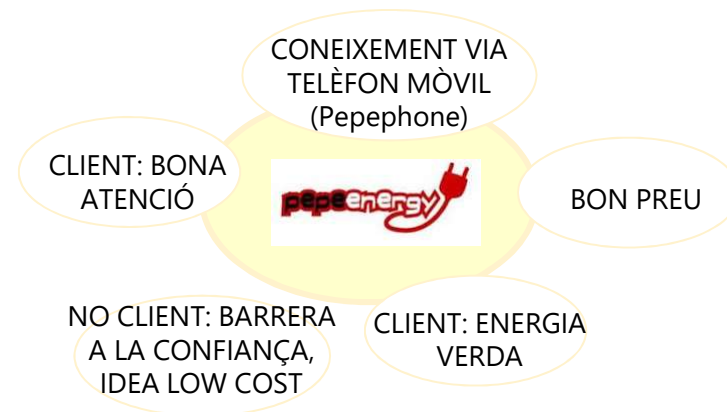 CONEIXEMENT VIA
TELÈFON MÒVIL
(Pepephone)
CLIENT: BONA
ATENCIÓ
pepeenergy
BON PREU
NO CLIENT: BARRERA
A LA CONFIANÇA,
IDEA LOW COST
CLIENT: ENERGIA
VERDA